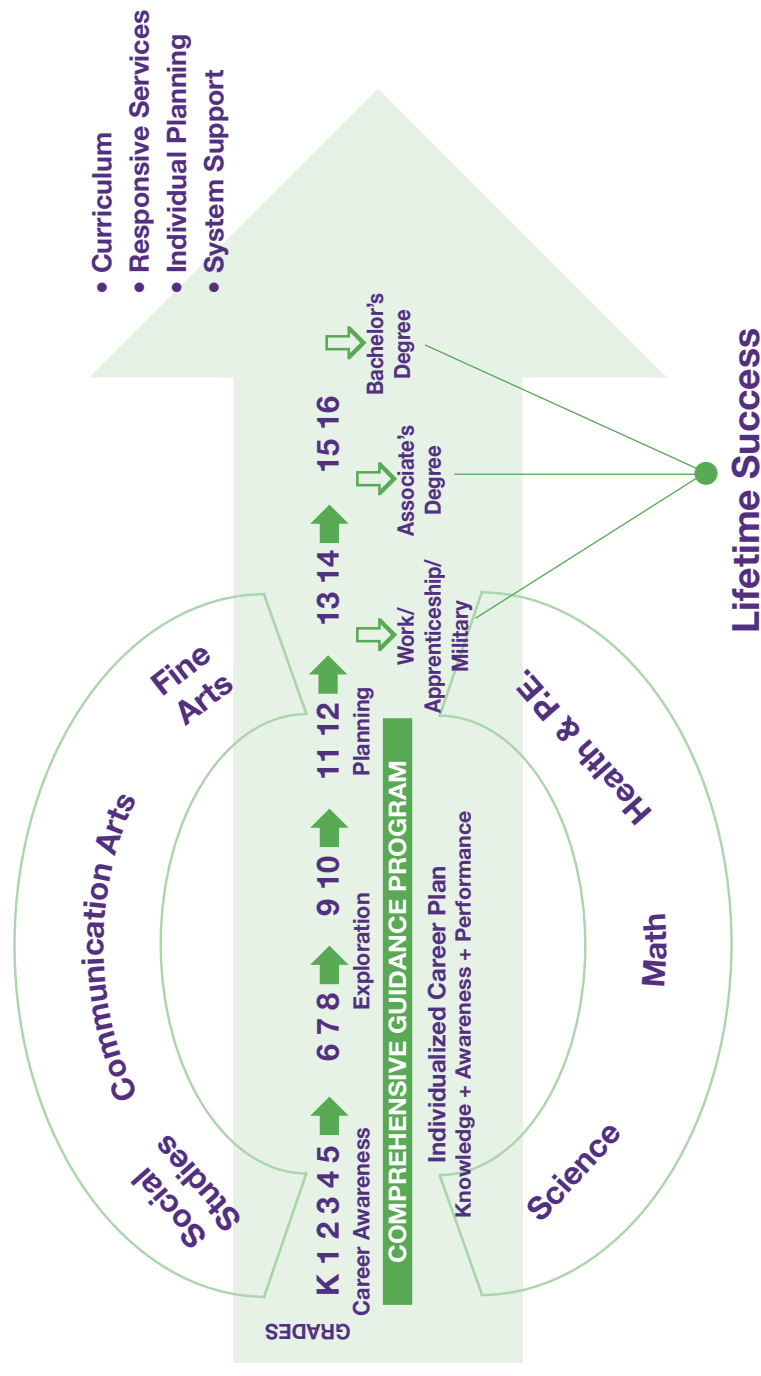 • Curriculum
• Responsive Services
• Individual Planning
• System Support
Social
Studies
Communication Arts
Fine
Arts
GRADES
K 1 2 3 4 5 6 7 8 9 10 11 12 13 14 15 16
Career Awareness
Exploration
Planning
Work/
Apprenticeship/
Military
Associate’s
Degree
Bachelor’s
Degree
COMPREHENSIVE GUIDANCE PROGRAM
Individualized Career Plan
Knowledge + Awareness + Performance
Science
Math
Health & P.E.
Lifetime Success